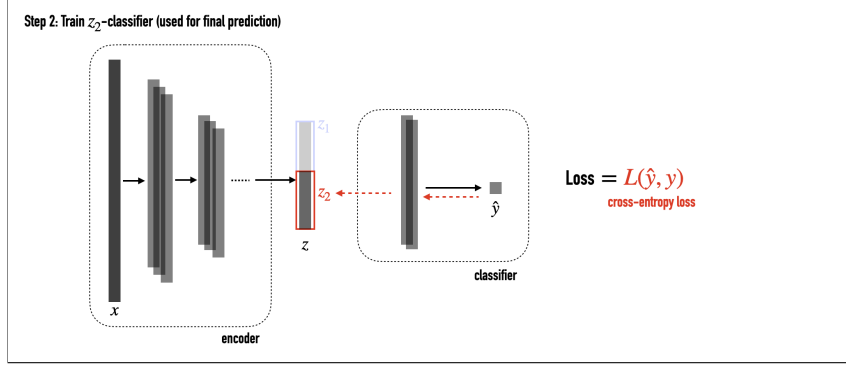 Step 2: Train z₂-classifier (used for final prediction)
z₁
z₂
z
x
encoder
ŷ
classifier
Loss = L(ŷ, y)
cross-entropy loss